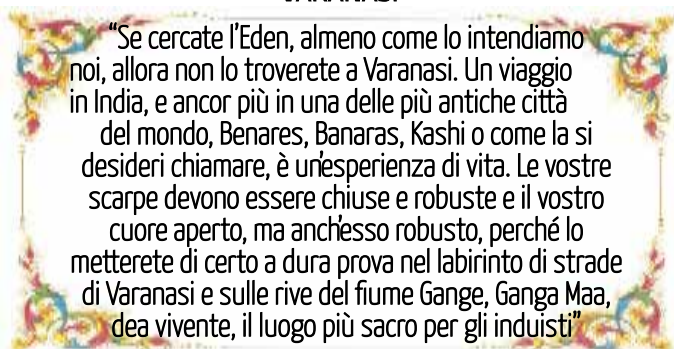 “Se cercate l’Eden, almeno come lo intendiamo
noi, allora non lo troverete a Varanasi. Un viaggio
in India, e ancor più in una delle più antiche città
del mondo, Benares, Banaras, Kashi o come la si
desideri chiamare, è un’esperienza di vita. Le vostre
scarpe devono essere chiuse e robuste e il vostro
cuore aperto, ma anch’esso robusto, perché lo
metterete di certo a dura prova nel labirinto di strade
di Varanasi e sulle rive del fiume Gange, Ganga Maa,
dea vivente, il luogo più sacro per gli induisti”